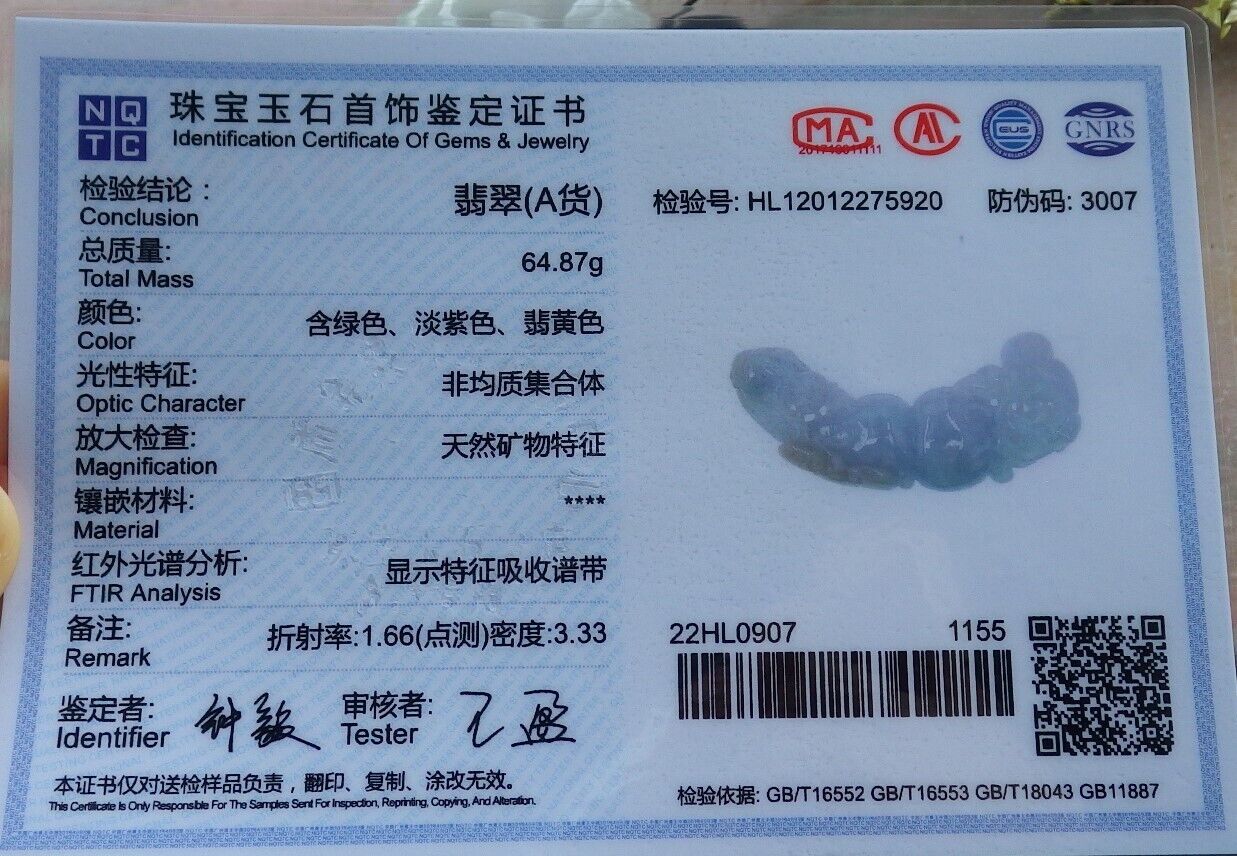 NQTC
珠宝玉石首饰鉴定证书
Identification Certificate Of Gems & Jewelry
MA
GUS
GNRS
检验结论：
Conclusion
翡翠(A货)
检验号: HL12012275920
防伪码: 3007
总质量:
Total Mass
64.87g
颜色:
Color
含绿色、淡紫色、翡黄色
光性特征:
Optic Character
非均质集合体
放大检查:
Magnification
天然矿物特征
镶嵌材料:
Material
****
红外光谱分析:
FTIR Analysis
显示特征吸收谱带
备注:
Remark
折射率:1.66(点测)密度:3.33
22HL0907
1155
鉴定者:
Identifier
审核者:
Tester
本证书仅对送检样品负责，翻印、复制、涂改无效。
This Certificate Is Only Responsible For The Samples Sent For Inspection, Reprinting, Copying, And Alteration.
检验依据: GB/T16552 GB/T16553 GB/T18043 GB11887